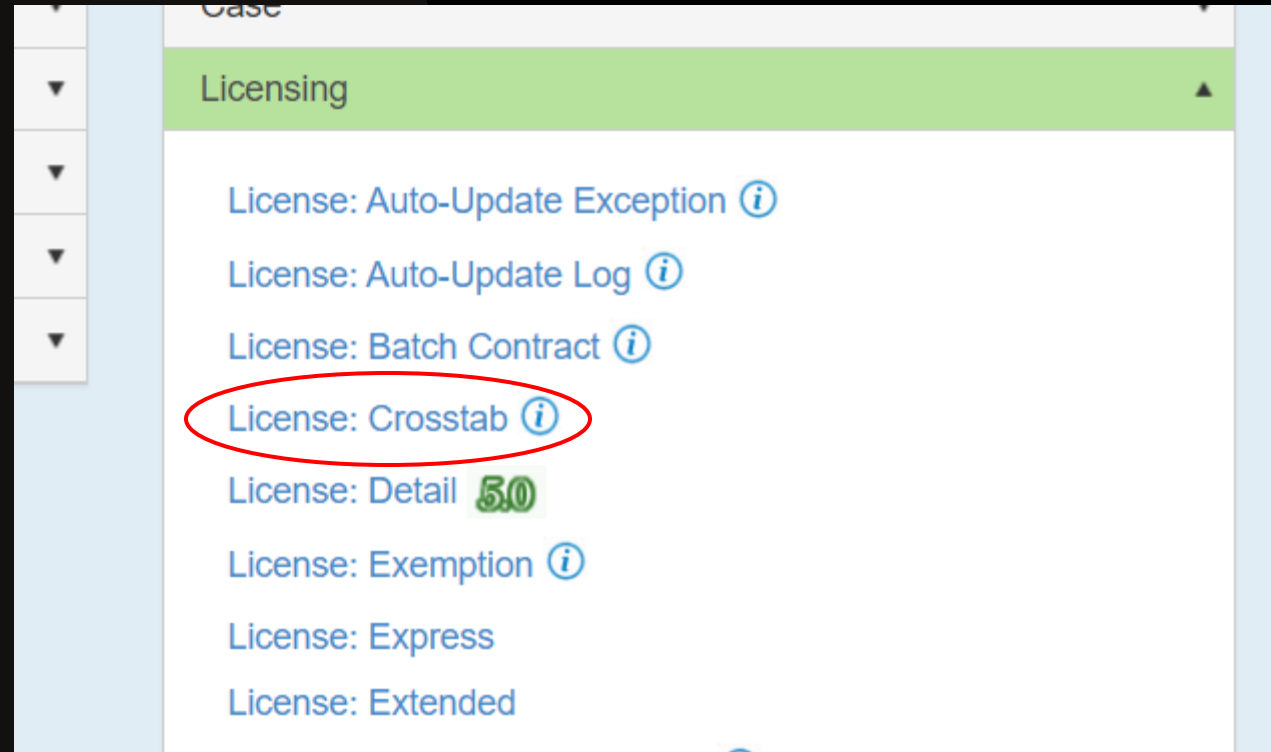 Case
Licensing
License: Auto-Update Exception
License: Auto-Update Log
License: Batch Contract
License: Crosstab
License: Detail 5.0
License: Exemption
License: Express
License: Extended